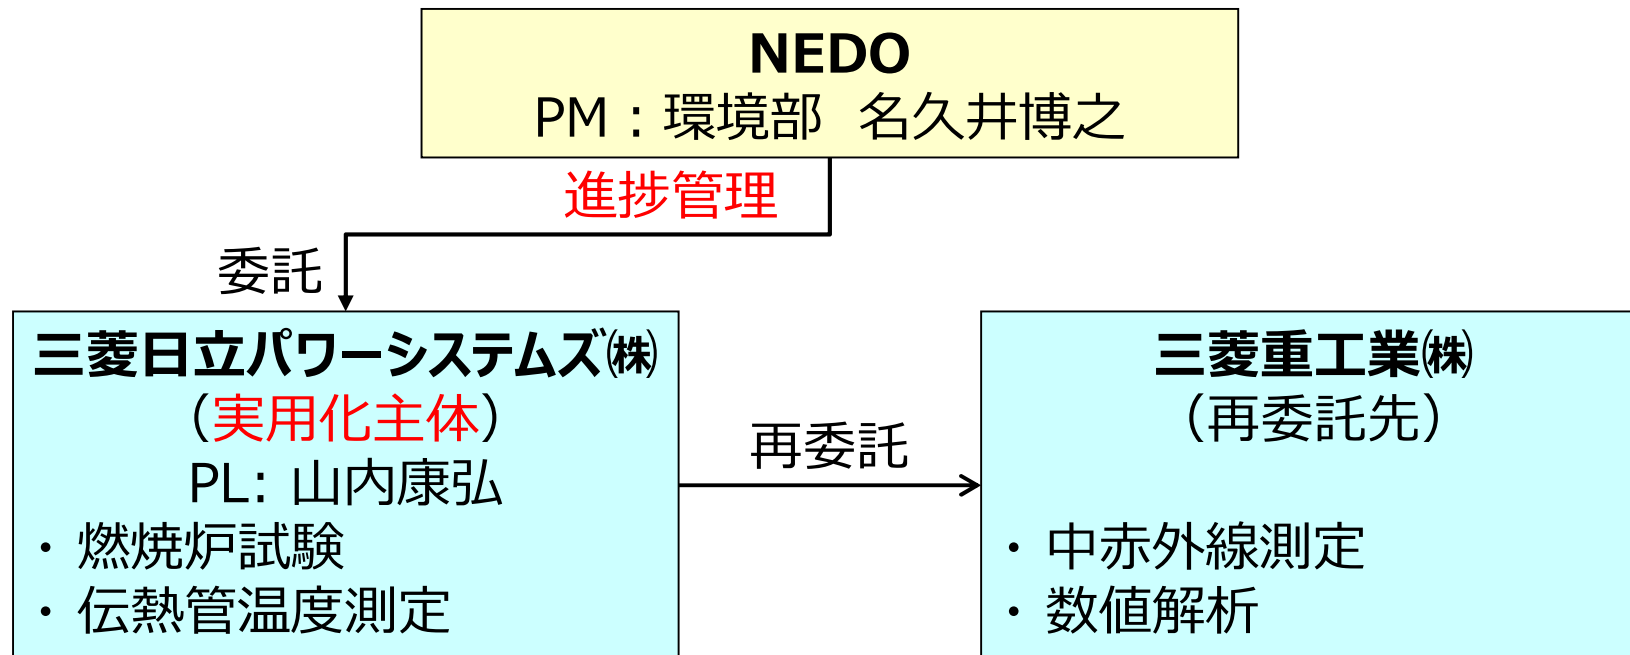 NEDO
PM：環境部　名久井博之
進捗管理
委託
三菱日立パワーシステムズ㈱
（実用化主体）
PL: 山内康弘
・ 燃焼炉試験
・ 伝熱管温度測定
再委託
三菱重工業㈱
（再委託先）
・ 中赤外線測定
・ 数値解析